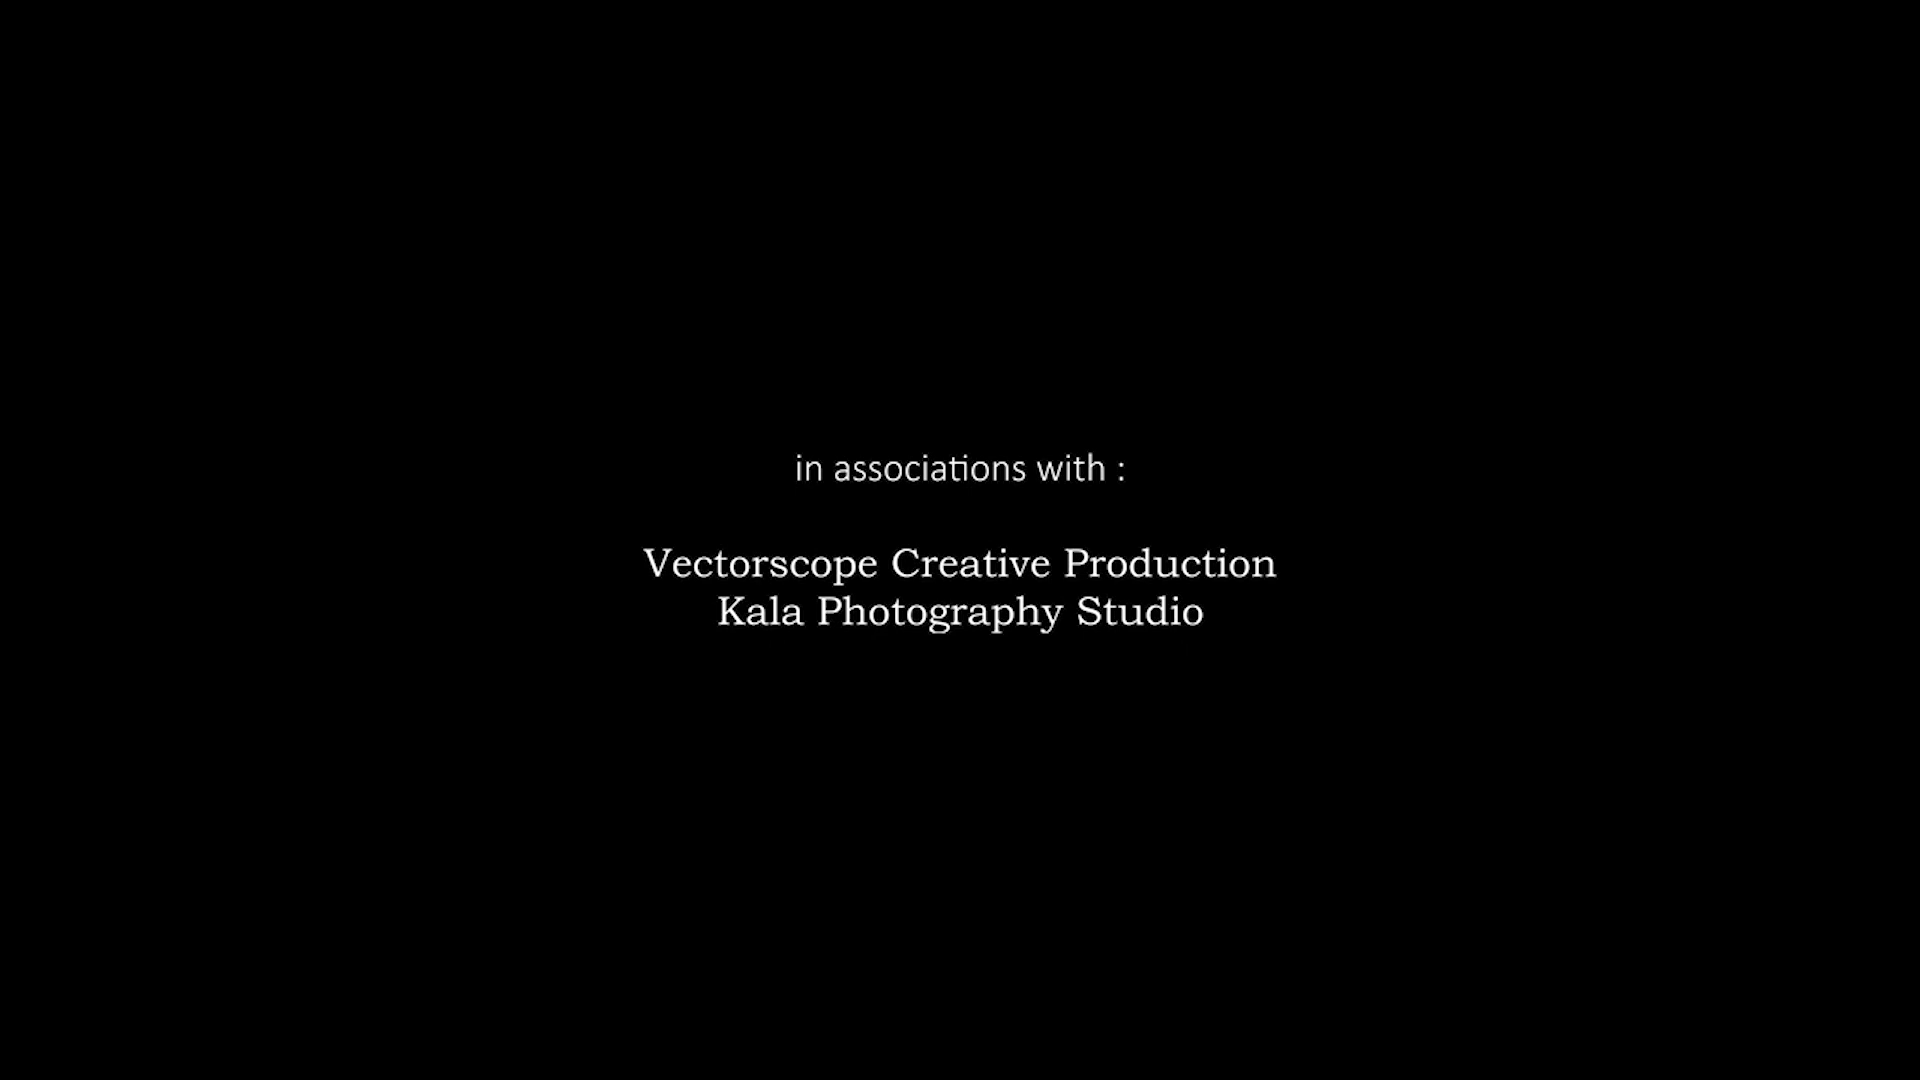 in associations with :
Vectorscope Creative Production
Kala Photography Studio